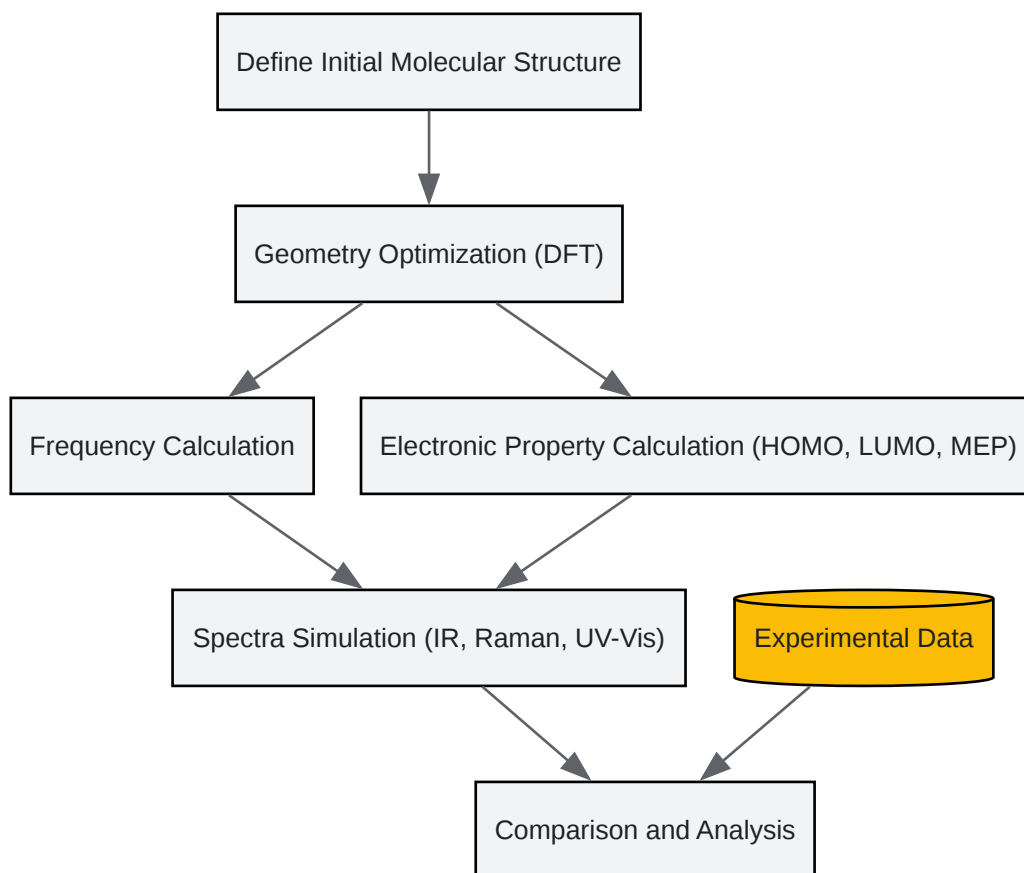 Define Initial Molecular Structure
Geometry Optimization (DFT)
Frequency Calculation
Electronic Property Calculation (HOMO, LUMO, MEP)
Spectra Simulation (IR, Raman, UV-Vis)
Experimental Data
Comparison and Analysis